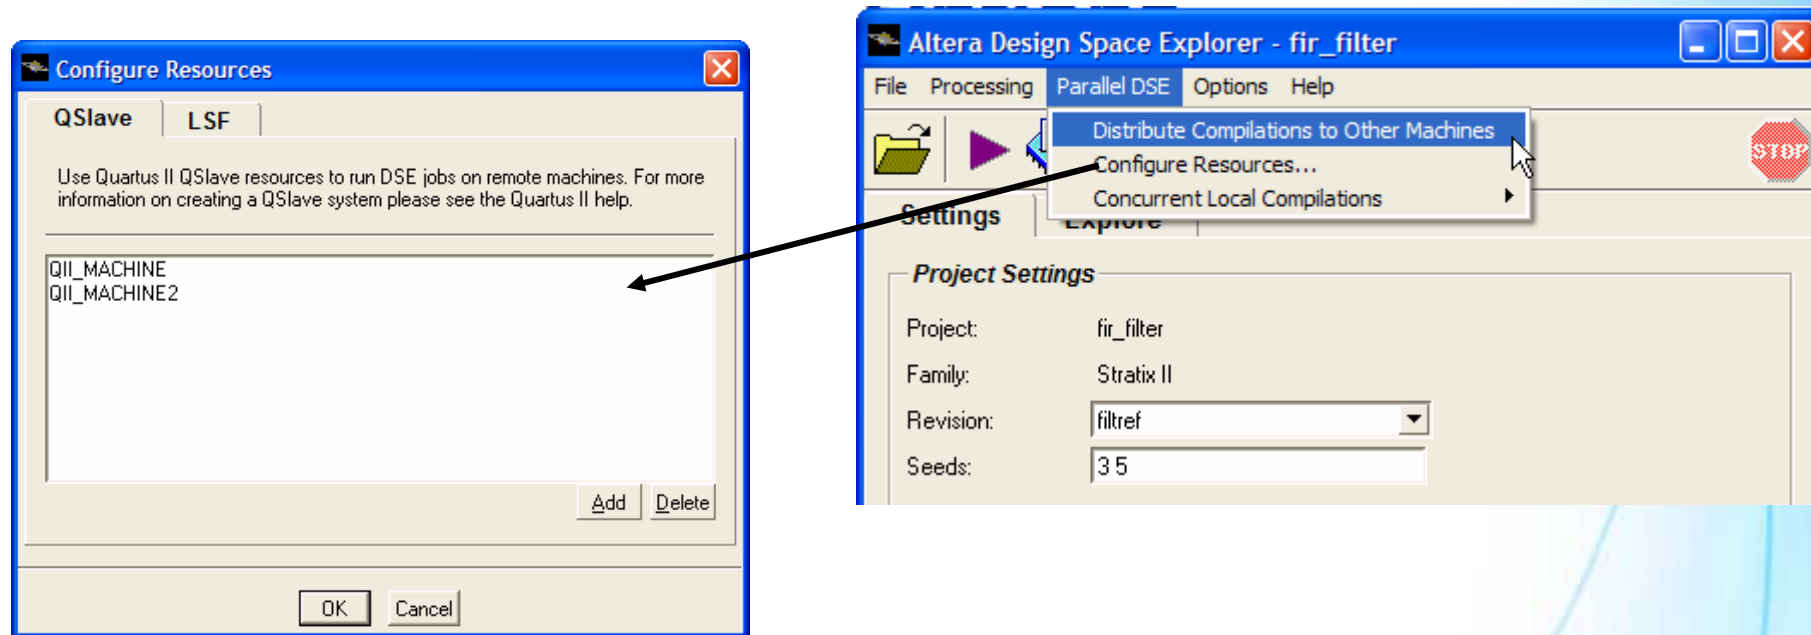 Configure Resources
QSlave LSF
Use Quartus II QSlave resources to run DSE jobs on remote machines. For more
information on creating a QSlave system please see the Quartus II help.
QII_MACHINE
QII_MACHINE2
Add Delete
OK Cancel
Altera Design Space Explorer - fir_filter
File Processing Parallel DSE Options Help
Distribute Compilations to Other Machines
Configure Resources...
Concurrent Local Compilations
STOP
Settings Explore
Project Settings
Project: fir_filter
Family: Stratix II
Revision: filtref
Seeds: 3 5